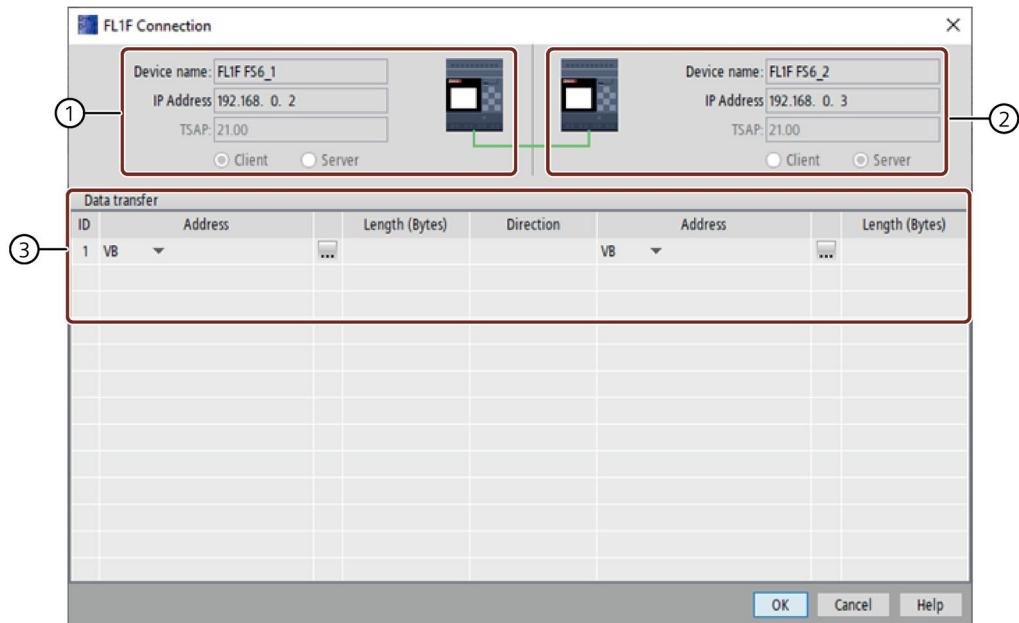 FL1F Connection
Device name: FL1F FS6_1
IP Address 192.168. 0. 2
TSAP: 21.00
Client Server
Device name: FL1F FS6_2
IP Address 192.168. 0. 3
TSAP: 21.00
Client Server
1
2
3
Data transfer
ID Address Length (Bytes) Direction Address Length (Bytes)
1 VB ... VB ...
OK Cancel Help